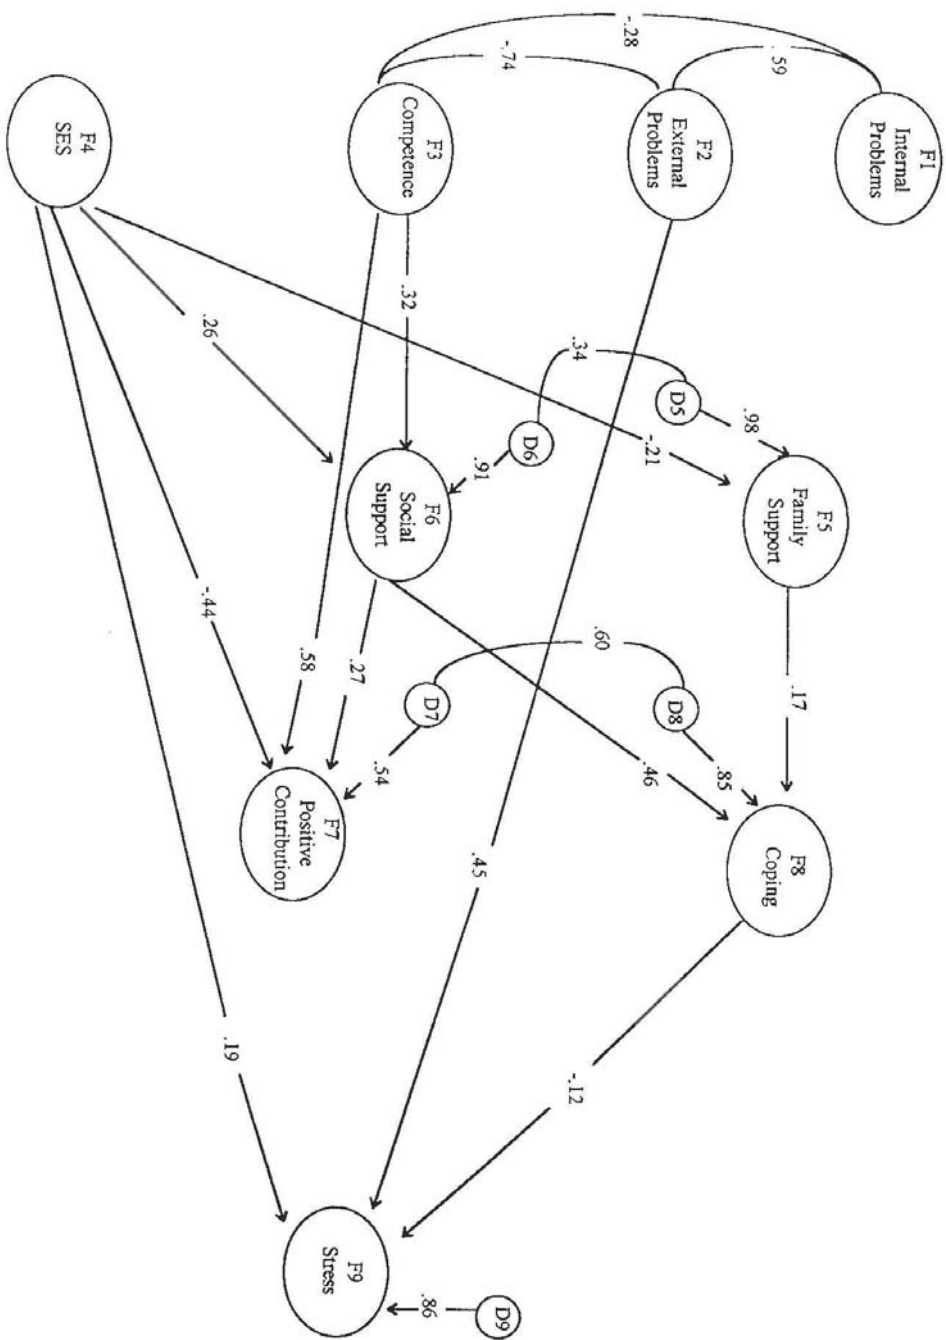 F1
Internal
Problems
.59
-.28
F2
External
Problems
-.74
F3
Competence
F4
SES
.32
.26
.34
D5
.98
D6
.91
-.21
F5
Family
Support
F6
Social
Support
-.44
.58
.27
.60
.17
D7
D8
.54
.85
.46
.45
F7
Positive
Contribution
F8
Coping
.19
-.12
F9
Stress
.86
D9